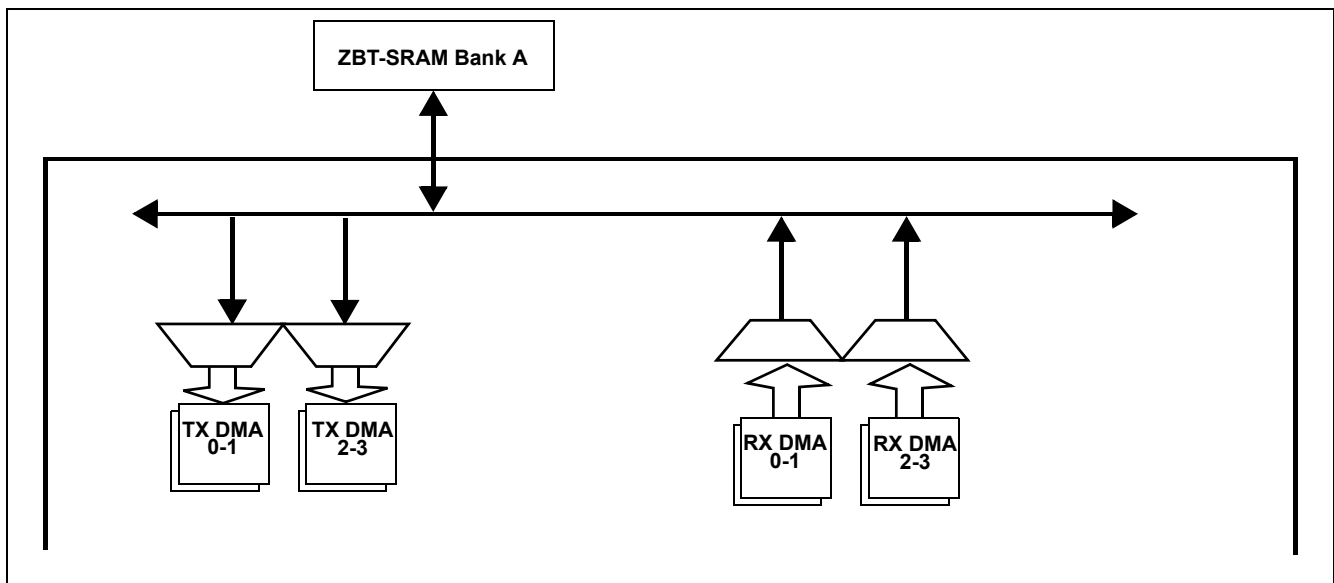 ZBT-SRAM Bank A
TX DMA
0-1
TX DMA
2-3
RX DMA
0-1
RX DMA
2-3